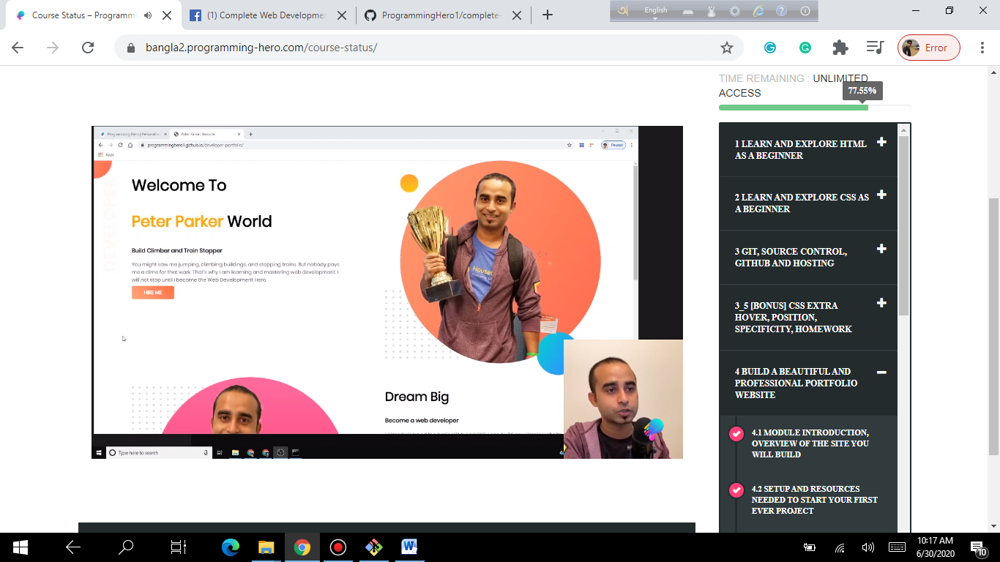 Course Status – Programm
(1) Complete Web Developme
ProgrammingHero1/complete-
English
bangla2.programming-hero.com/course-status/
Error
TIME REMAINING : UNLIMITED
ACCESS
77.55%
Programming Hero | Personal
Peter Parker Website
programminghero1.github.io/developer-portfolio/
Paused
Apps
DEVELOPER
Welcome To
Peter Parker World
Build Climber and Train Stopper
You might saw me jumping, climbing buildings, and stopping trains. But nobody pays
me a dime for that work. That's why I am learning and mastering web development. I
will not stop until I become the Web Development Hero.
HIRE ME
Dream Big
Become a web developer
Type here to search
1 LEARN AND EXPLORE HTML
AS A BEGINNER
2 LEARN AND EXPLORE CSS AS
A BEGINNER
3 GIT, SOURCE CONTROL,
GITHUB AND HOSTING
3_5 [BONUS] CSS EXTRA
HOVER, POSITION,
SPECIFICITY, HOMEWORK
4 BUILD A BEAUTIFUL AND
PROFESSIONAL PORTFOLIO
WEBSITE
4.1 MODULE INTRODUCTION,
OVERVIEW OF THE SITE YOU
WILL BUILD
4.2 SETUP AND RESOURCES
NEEDED TO START YOUR FIRST
EVER PROJECT
10:17 AM
6/30/2020
10